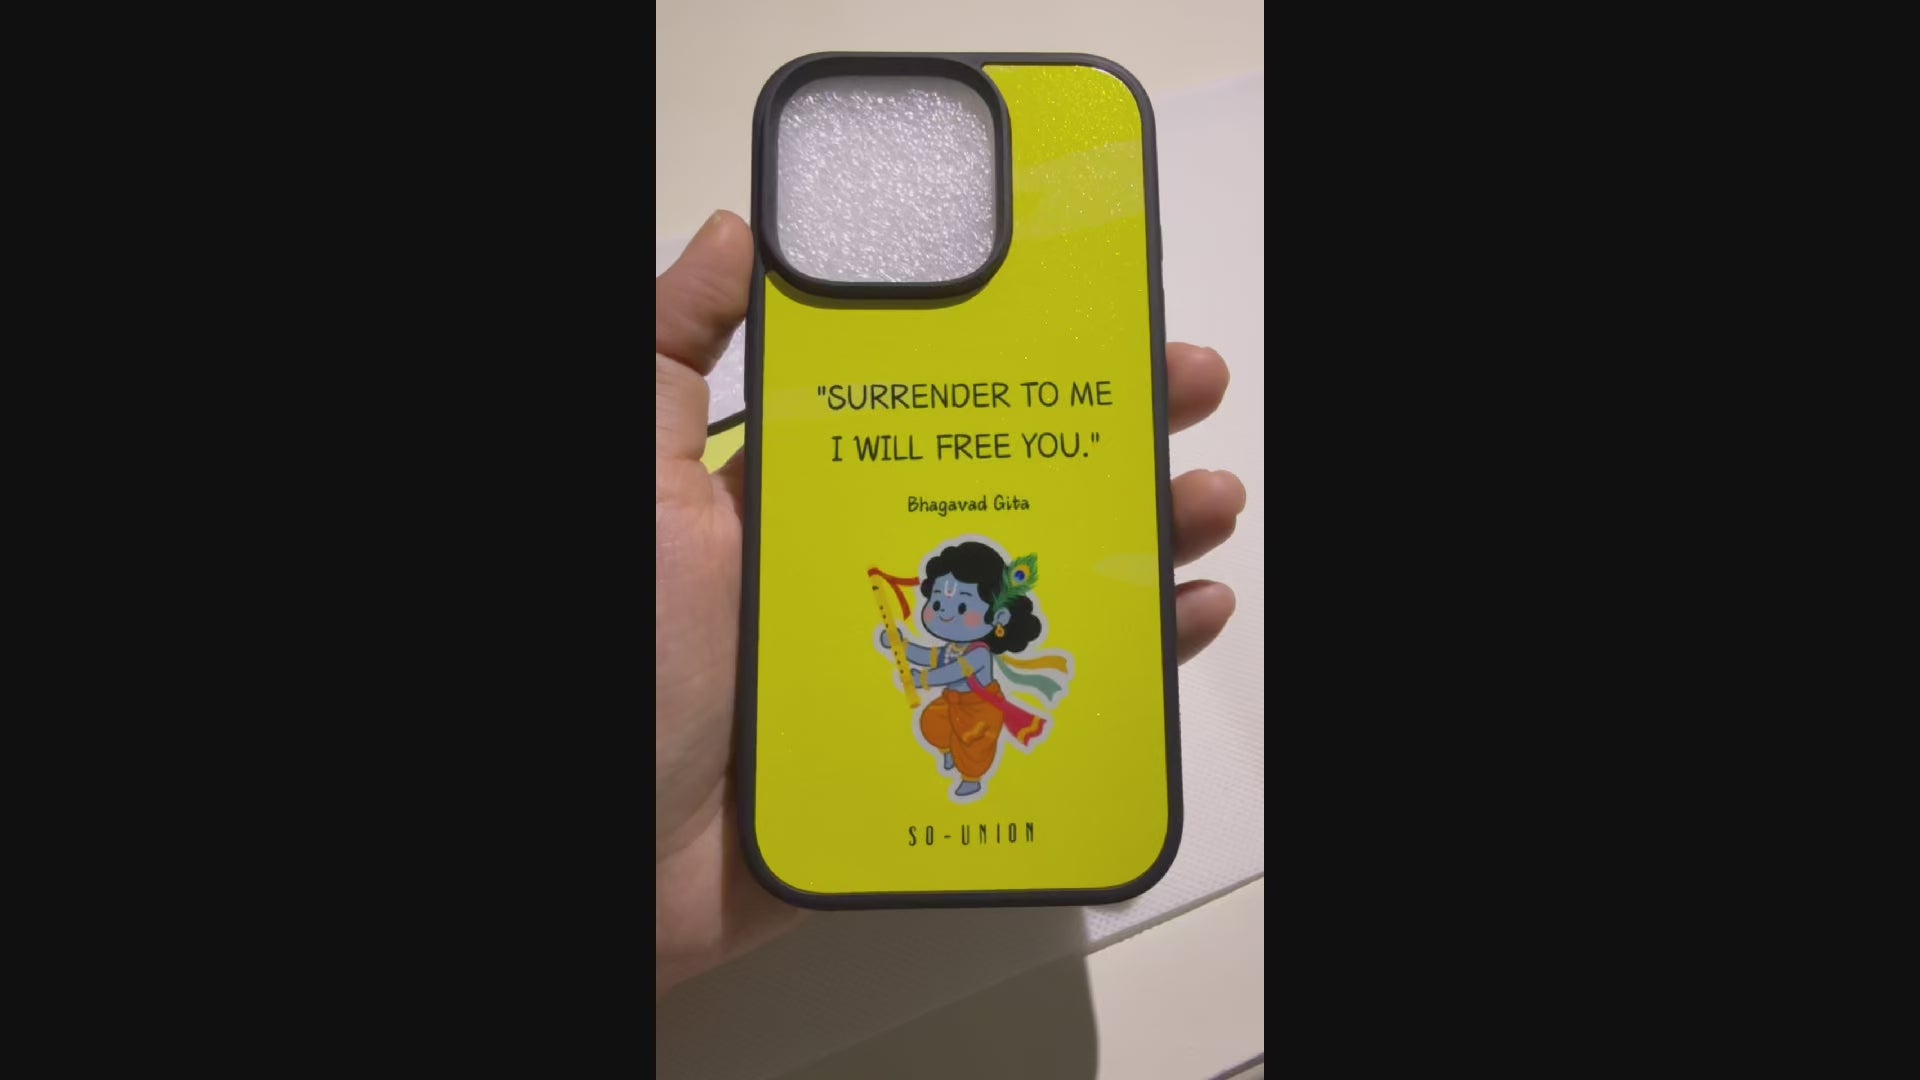 "SURRENDER TO ME
I WILL FREE YOU."
Bhagavad Gita
SO-UNION